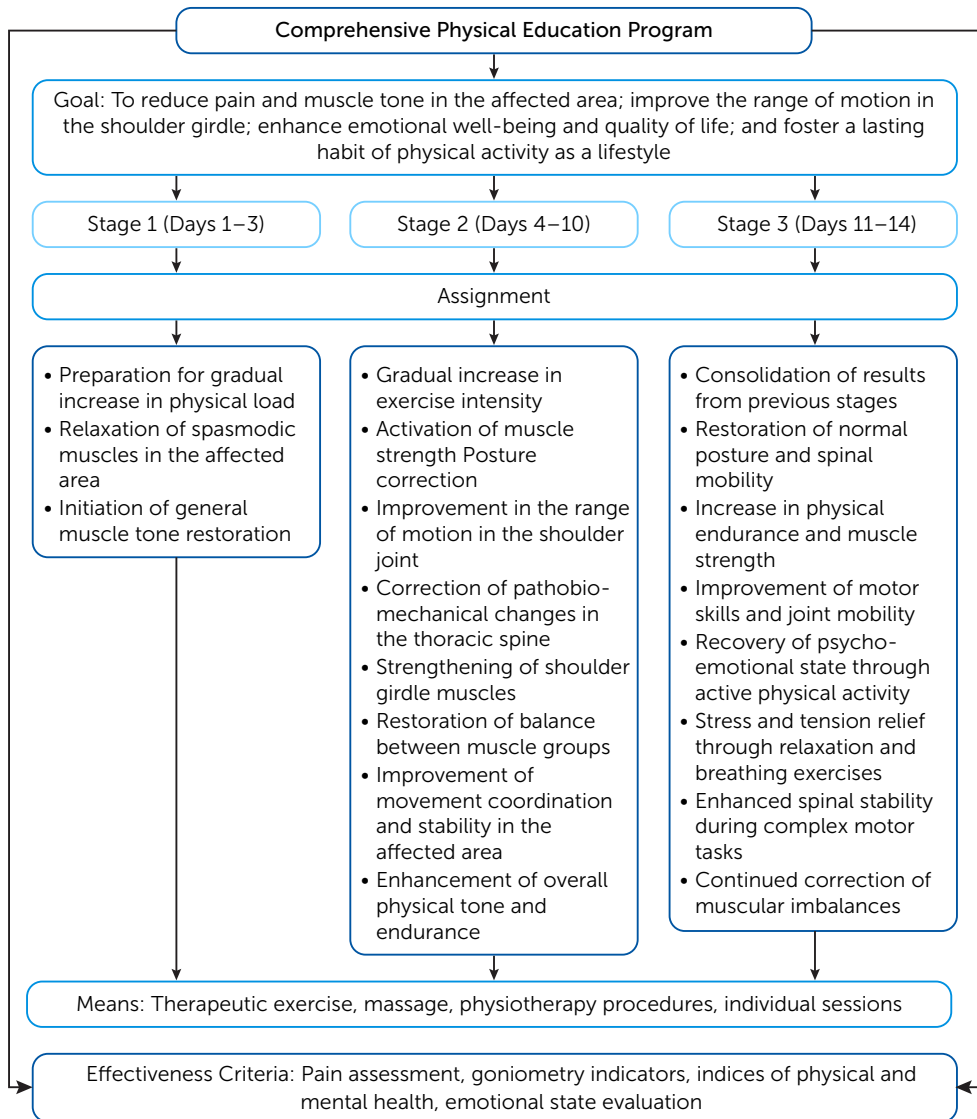 Comprehensive Physical Education Program
Goal: To reduce pain and muscle tone in the affected area; improve the range of motion in
the shoulder girdle; enhance emotional well-being and quality of life; and foster a lasting
habit of physical activity as a lifestyle
Stage 1 (Days 1–3)
Stage 2 (Days 4–10)
Stage 3 (Days 11–14)
Assignment
• Preparation for gradual
increase in physical load
• Relaxation of spasmodic
muscles in the affected
area
• Initiation of general
muscle tone restoration
• Gradual increase in
exercise intensity
• Activation of muscle
strength Posture
correction
• Improvement in the range
of motion in the shoulder
joint
• Correction of pathobio-
mechanical changes in
the thoracic spine
• Strengthening of shoulder
girdle muscles
• Restoration of balance
between muscle groups
• Improvement of
movement coordination
and stability in the
affected area
• Enhancement of overall
physical tone and
endurance
• Consolidation of results
from previous stages
• Restoration of normal
posture and spinal
mobility
• Increase in physical
endurance and muscle
strength
• Improvement of motor
skills and joint mobility
• Recovery of psycho-
emotional state through
active physical activity
• Stress and tension relief
through relaxation and
breathing exercises
• Enhanced spinal stability
during complex motor
tasks
• Continued correction of
muscular imbalances
Means: Therapeutic exercise, massage, physiotherapy procedures, individual sessions
Effectiveness Criteria: Pain assessment, goniometry indicators, indices of physical and
mental health, emotional state evaluation